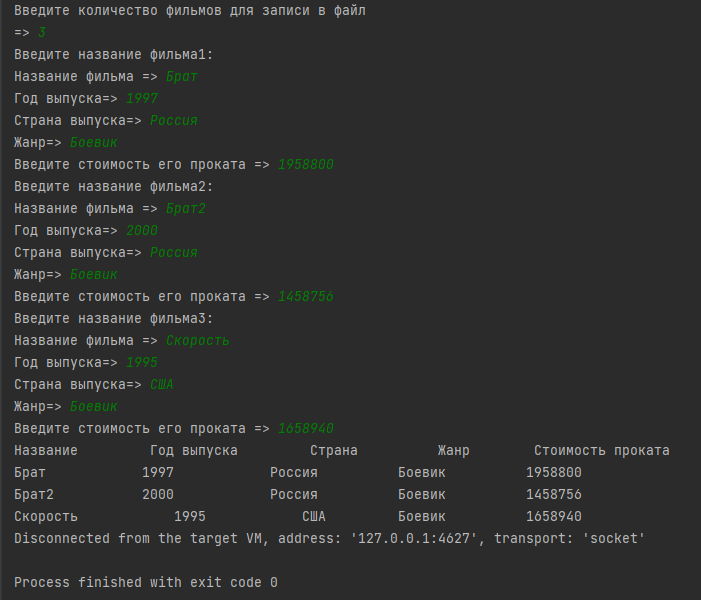 Введите количество фильмов для записи в файл
=> 3
Введите название фильма1:
Название фильма => Брат
Год выпуска=> 1997
Страна выпуска=> Россия
Жанр=> Боевик
Введите стоимость его проката => 1958800
Введите название фильма2:
Название фильма => Брат2
Год выпуска=> 2000
Страна выпуска=> Россия
Жанр=> Боевик
Введите стоимость его проката => 1458756
Введите название фильма3:
Название фильма => Скорость
Год выпуска=> 1995
Страна выпуска=> США
Жанр=> Боевик
Введите стоимость его проката => 1658940
Название Год выпуска Страна Жанр Стоимость проката
Брат 1997 Россия Боевик 1958800
Брат2 2000 Россия Боевик 1458756
Скорость 1995 США Боевик 1658940
Disconnected from the target VM, address: '127.0.0.1:4627', transport: 'socket'
Process finished with exit code 0